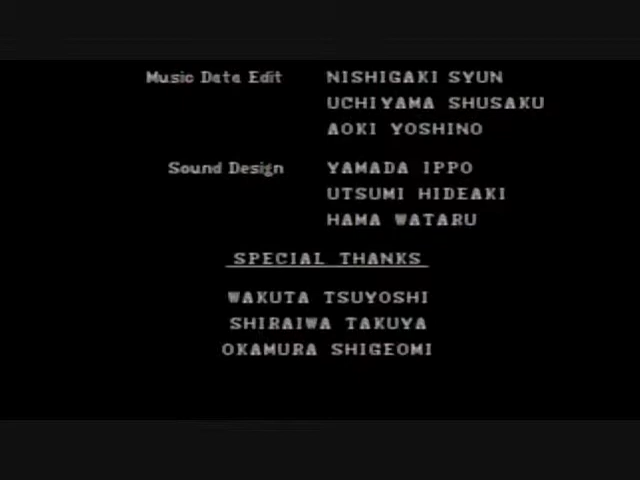 Music Data Edit NISHIGAKI SYUN
UCHIYAMA SHUSAKU
AOKI YOSHINO
Sound Design YAMADA IPPO
UTSUMI HIDEAKI
HAMA WATARU
SPECIAL THANKS
WAKUTA TSUYOSHI
SHIRAIWA TAKUYA
OKAMURA SHIGEOMI